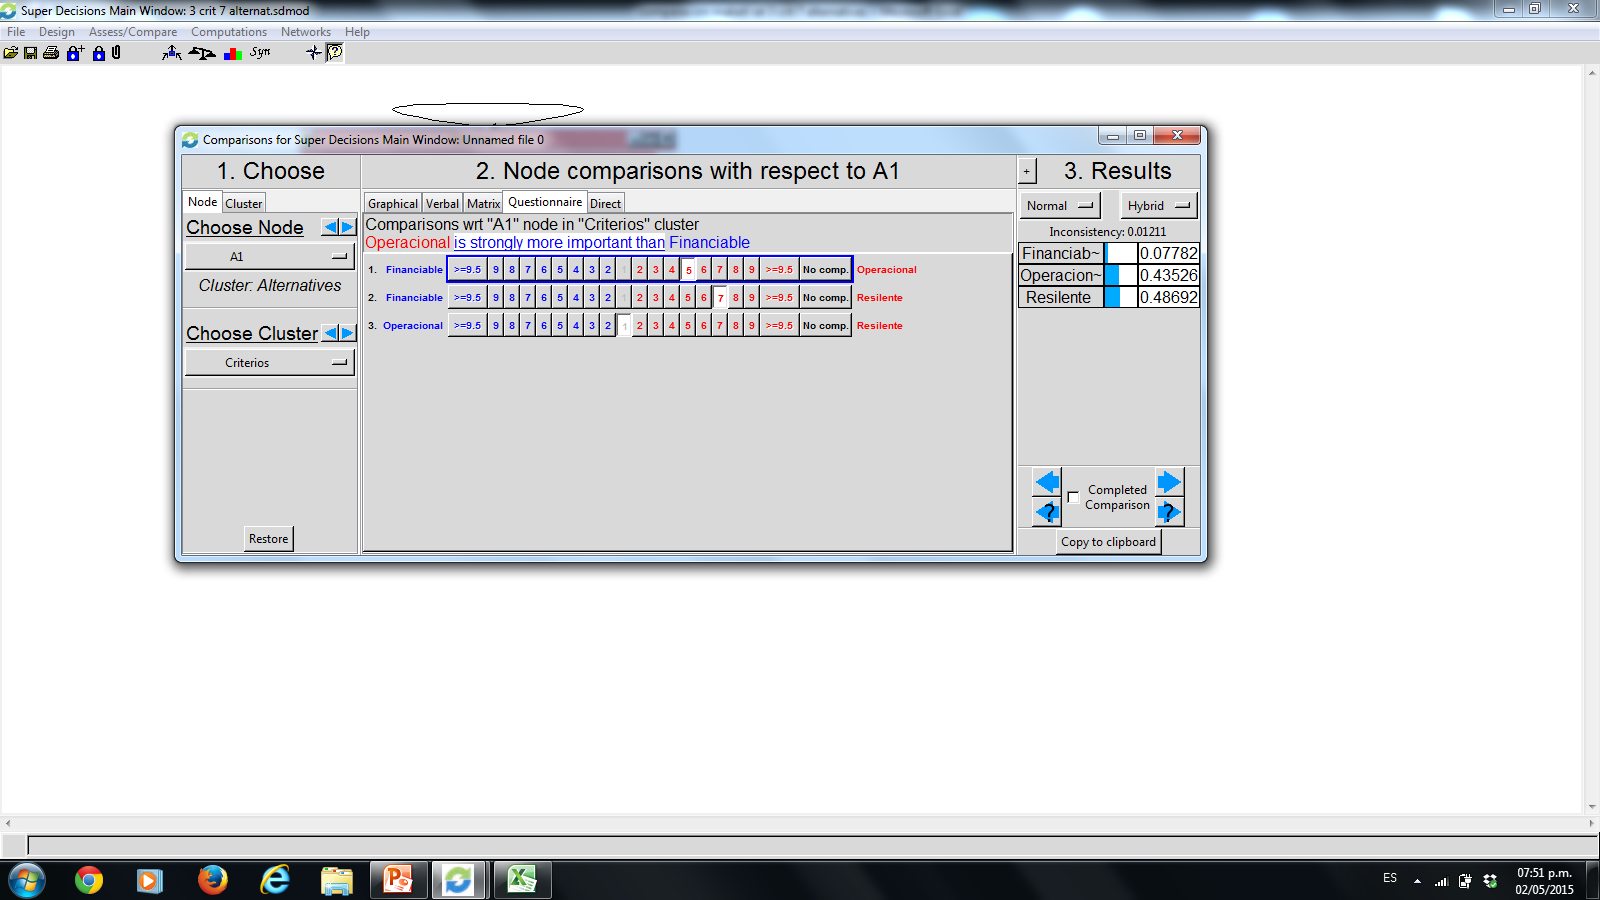 Super Decisions Main Window: 3 crit 7 alternat.sdmod
File Design Assess/Compare Computations Networks Help
Syn
Comparisons for Super Decisions Main Window: Unnamed file 0
1. Choose
2. Node comparisons with respect to A1
+ 3. Results
Node Cluster
Graphical Verbal Matrix Questionnaire Direct
Normal Hybrid
Choose Node
A1
Cluster: Alternatives
Choose Cluster
Criterios
Restore
Comparisons wrt "A1" node in "Criterios" cluster
Operacional is strongly more important than Financiable
1. Financiable >=9.5 9 8 7 6 5 4 3 2 1 2 3 4 5 6 7 8 9 >=9.5 No comp. Operacional
2. Financiable >=9.5 9 8 7 6 5 4 3 2 1 2 3 4 5 6 7 8 9 >=9.5 No comp. Resilente
3. Operacional >=9.5 9 8 7 6 5 4 3 2 1 2 3 4 5 6 7 8 9 >=9.5 No comp. Resilente
Inconsistency: 0.01211
Financiab~ 0.07782
Operacion~ 0.43526
Resilente 0.48692
Completed
Comparison
? ?
Copy to clipboard
ES
07:51 p.m.
02/05/2015